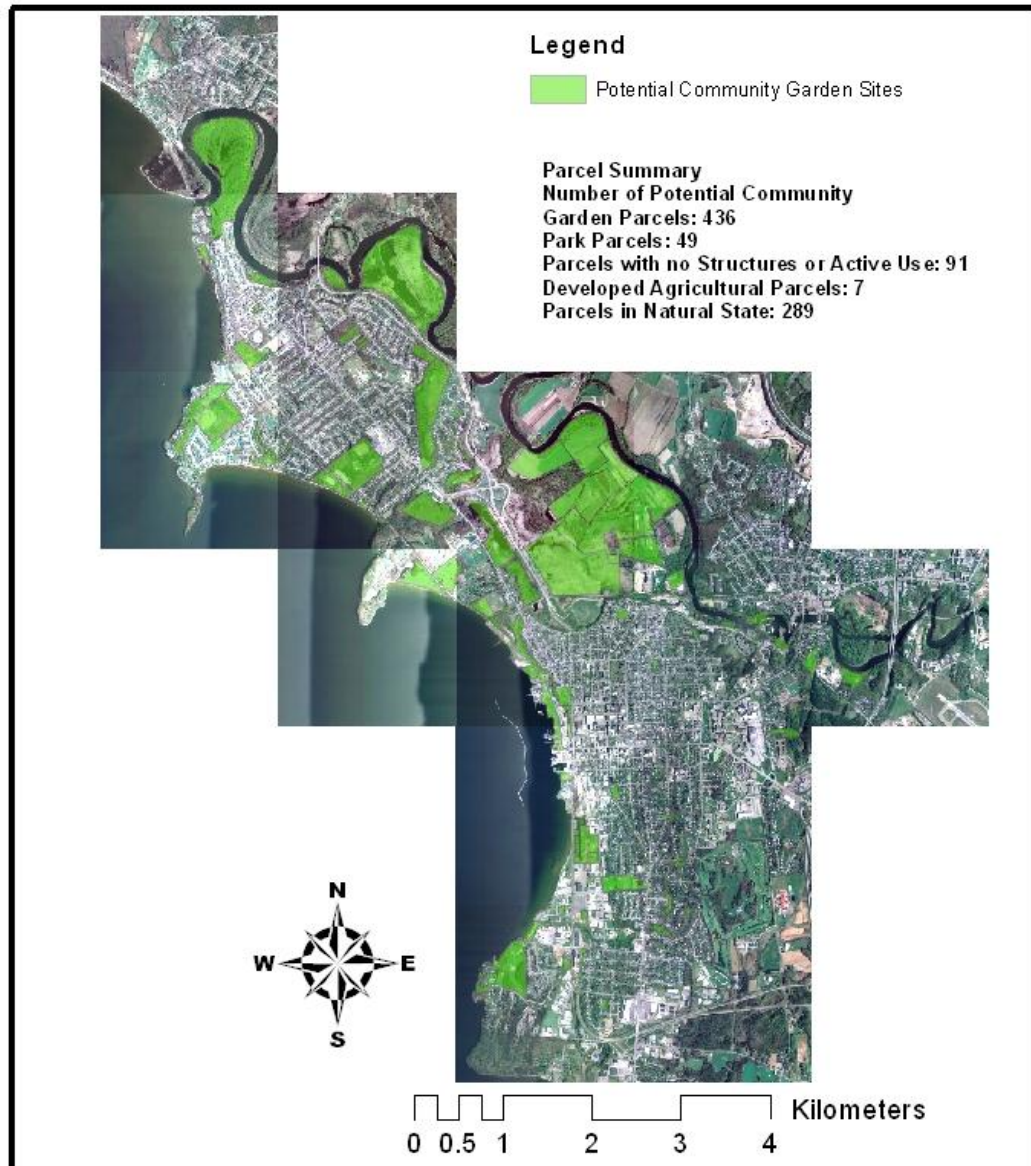 Legend
Potential Community Garden Sites
Parcel Summary
Number of Potential Community
Garden Parcels: 436
Park Parcels: 49
Parcels with no Structures or Active Use: 91
Developed Agricultural Parcels: 7
Parcels in Natural State: 289
N
W E
S
Kilometers
0 0.5 1 2 3 4